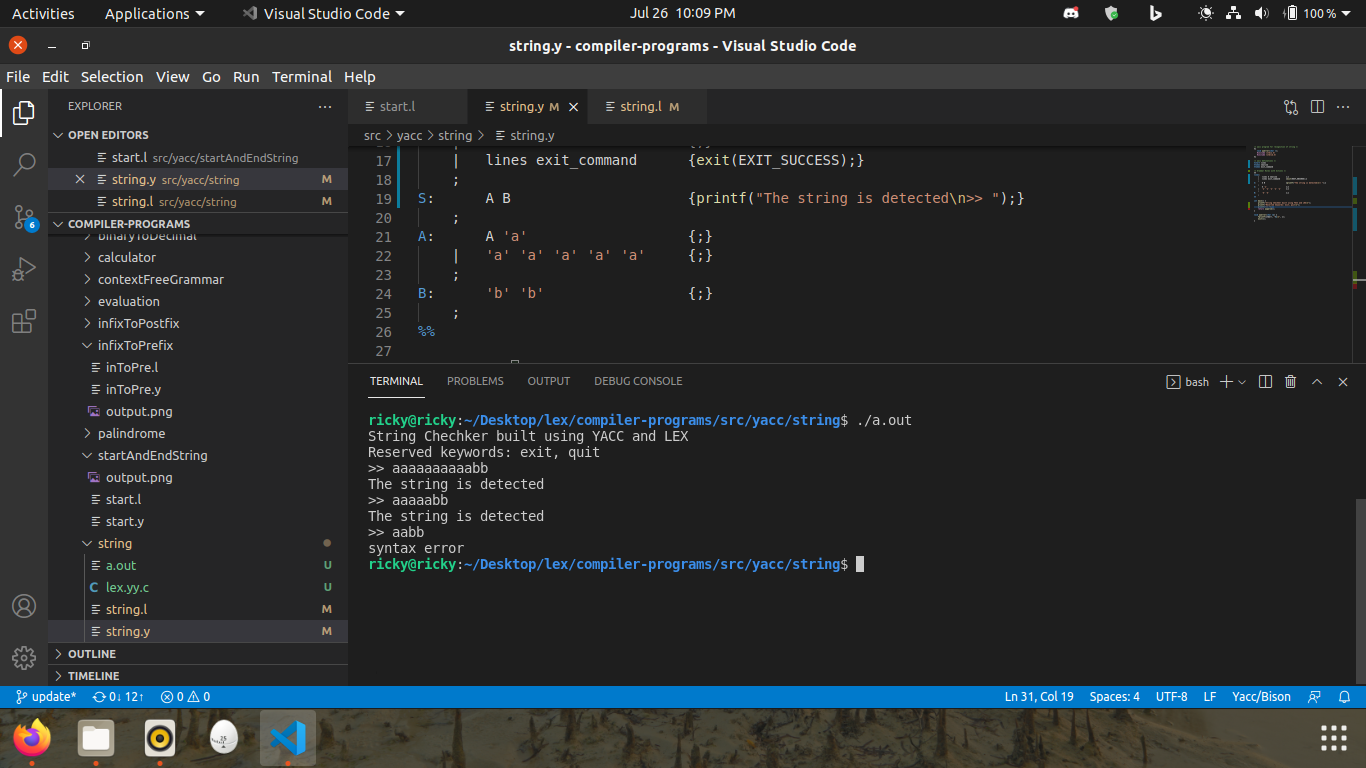 Activities Applications Visual Studio Code Jul 26 10:09 PM 100 %
string.y - compiler-programs - Visual Studio Code
File Edit Selection View Go Run Terminal Help
EXPLORER
OPEN EDITORS
start.l src/yacc/startAndEndString
string.y src/yacc/string M
string.l src/yacc/string M
COMPILER-PROGRAMS
binaryToDecimal
calculator
contextFreeGrammar
evaluation
infixToPostfix
infixToPrefix
inToPre.l
inToPre.y
output.png
palindrome
startAndEndString
output.png
start.l
start.y
string
a.out U
lex.yy.c U
string.l M
string.y M
OUTLINE
TIMELINE
6
start.l string.y M string.l M
src yacc string string.y
17 | lines exit_command {exit(EXIT_SUCCESS);}
18 ;
19 S: A B {printf("The string is detected\n>> ");}
20 ;
21 A: A 'a' {;}
22 | 'a' 'a' 'a' 'a' 'a' {;}
23 ;
24 B: 'b' 'b' {;}
25 ;
26 %%
27
TERMINAL PROBLEMS OUTPUT DEBUG CONSOLE bash
ricky@ricky:~/Desktop/lex/compiler-programs/src/yacc/string$ ./a.out
String Chechker built using YACC and LEX
Reserved keywords: exit, quit
>> aaaaaaaaaabb
The string is detected
>> aaaaabb
The string is detected
>> aabb
syntax error
ricky@ricky:~/Desktop/lex/compiler-programs/src/yacc/string$
update* 0↓ 12↑ 0 0 Ln 31, Col 19 Spaces: 4 UTF-8 LF Yacc/Bison